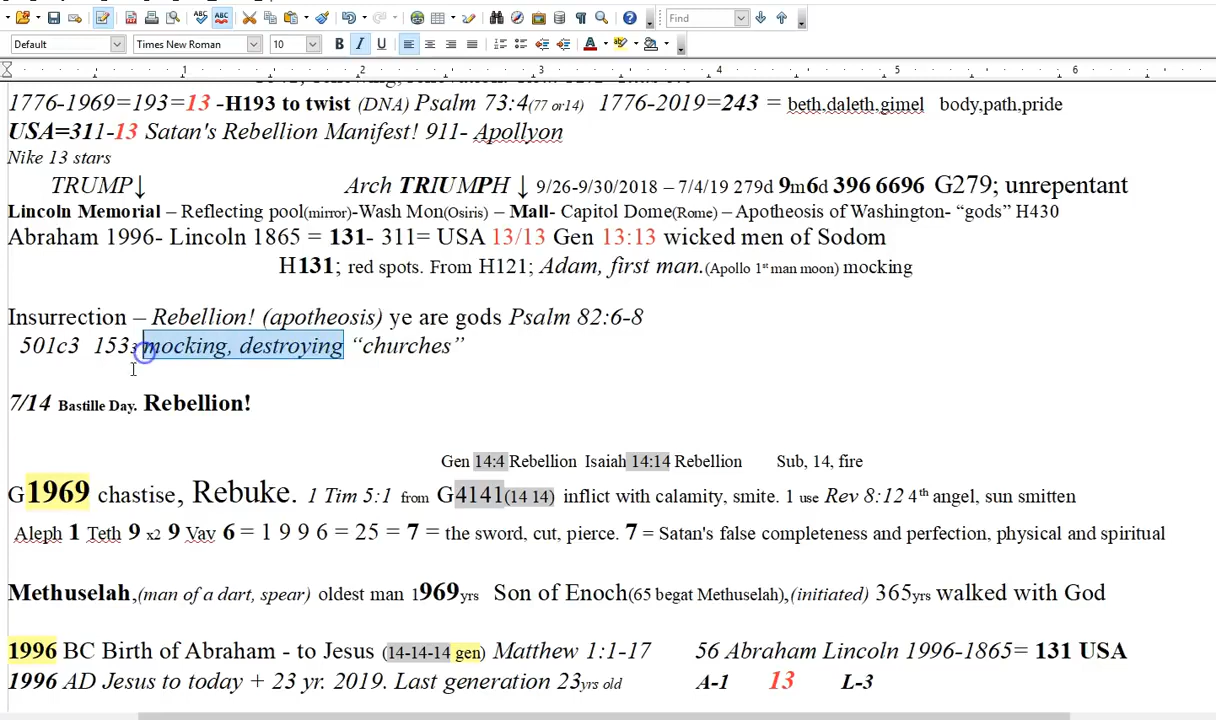 Find
Default Times New Roman 10 B I U A
1 2 3 4 5 6
1776-1969=193=13 -H193 to twist (DNA) Psalm 73:4(77 or14) 1776-2019=243 = beth,daleth,gimel body,path,pride
USA=311-13 Satan's Rebellion Manifest! 911- Apollyon
Nike 13 stars
TRUMP↓ Arch TRIUMPH ↓ 9/26-9/30/2018 – 7/4/19 279d 9m6d 396 6696 G279; unrepentant
Lincoln Memorial – Reflecting pool(mirror)-Wash Mon(Osiris) – Mall- Capitol Dome(Rome) – Apotheosis of Washington- “gods” H430
Abraham 1996- Lincoln 1865 = 131- 311= USA 13/13 Gen 13:13 wicked men of Sodom
H131; red spots. From H121; Adam, first man.(Apollo 1st man moon) mocking
Insurrection – Rebellion! (apotheosis) ye are gods Psalm 82:6-8
501c3 153 mocking, destroying “churches”
7/14 Bastille Day. Rebellion!
Gen 14:4 Rebellion Isaiah 14:14 Rebellion Sub, 14, fire
G1969 chastise, Rebuke. 1 Tim 5:1 from G4141(14 14) inflict with calamity, smite. 1 use Rev 8:12 4th angel, sun smitten
Aleph 1 Teth 9 x2 9 Vav 6 = 1 9 9 6 = 25 = 7 = the sword, cut, pierce. 7 = Satan's false completeness and perfection, physical and spiritual
Methuselah,(man of a dart, spear) oldest man 1969yrs Son of Enoch(65 begat Methuselah),(initiated) 365yrs walked with God
1996 BC Birth of Abraham - to Jesus (14-14-14 gen) Matthew 1:1-17 56 Abraham Lincoln 1996-1865= 131 USA
1996 AD Jesus to today + 23 yr. 2019. Last generation 23yrs old A-1 13 L-3